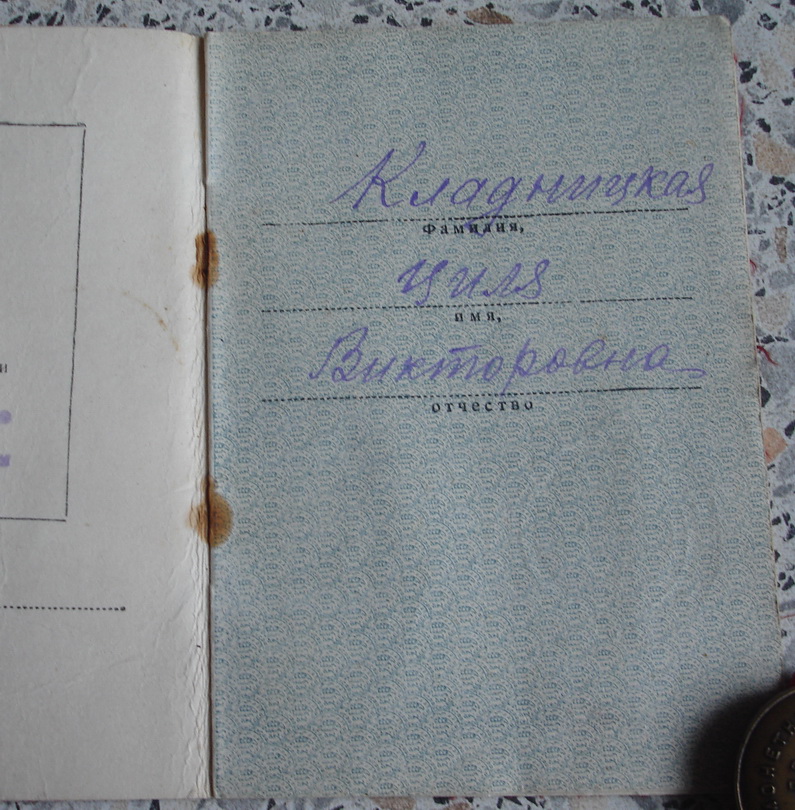 Кладницкая
Фамилия,
Циля
имя,
Викторовна
отчество
и